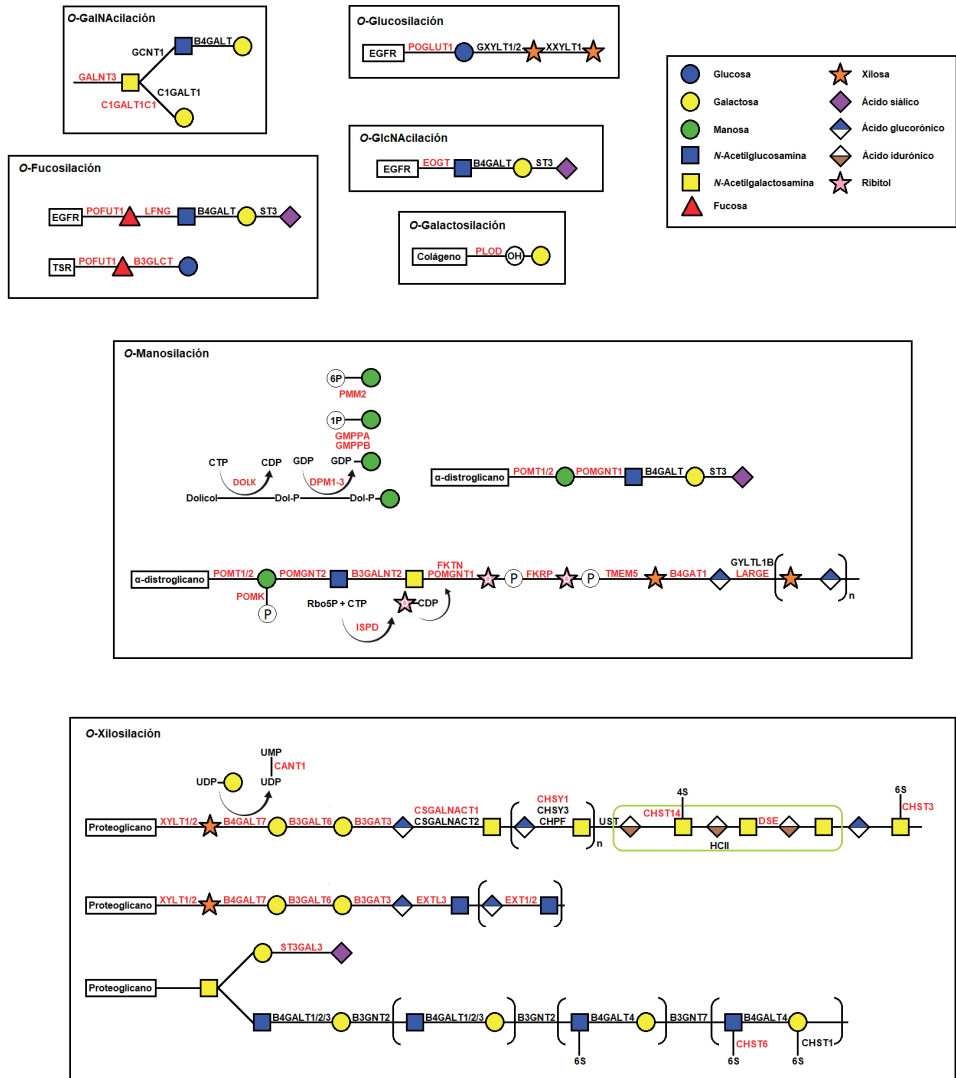 O-GalNAcilación
GCNT1
B4GALT
GALNT3
C1GALT1
C1GALT1C1
O-Glucosilación
EGFR POGLUT1 GXYLT1/2 XXYLT1
O-GlcNAcilación
EGFR EOGT B4GALT ST3
O-Fucosilación
EGFR POFUT1 LFNG B4GALT ST3
TSR POFUT1 B3GLCT
O-Galactosilación
Colágeno PLOD OH
Glucosa
Galactosa
Manosa
N-Acetilglucosamina
N-Acetilgalactosamina
Fucosa
Xilosa
Ácido siálico
Ácido glucorónico
Ácido idurónico
Ribitol
O-Manosilación
6P
PMM2
1P
GMPPA
GMPPB
CTP CDP GDP GDP
DOLK DPM1-3
Dolicol Dol-P Dol-P
α-distroglicano POMT1/2 POMGNT1 B4GALT ST3
GYLTL1B
FKTN
α-distroglicano POMT1/2 POMGNT2 B3GALNT2 POMGNT1 P FKRP P TMEM5 B4GAT1 LARGE
n
POMK
P
Rbo5P + CTP CDP
ISPD
O-Xilosilación
UMP
CANT1
UDP UDP
4S 6S
CSGALNACT1 CHSY1 CHST14 CHST3
Proteoglicano XYLT1/2 B4GALT7 B3GALT6 B3GAT3 CSGALNACT2 CHSY3 CHPF n UST DSE
HCII
Proteoglicano XYLT1/2 B4GALT7 B3GALT6 B3GAT3 EXTL3 EXT1/2
ST3GAL3
Proteoglicano
B4GALT1/2/3 B3GNT2 B4GALT1/2/3 B3GNT2 B4GALT4 B3GNT7 B4GALT4
CHST6 CHST1
6S 6S 6S